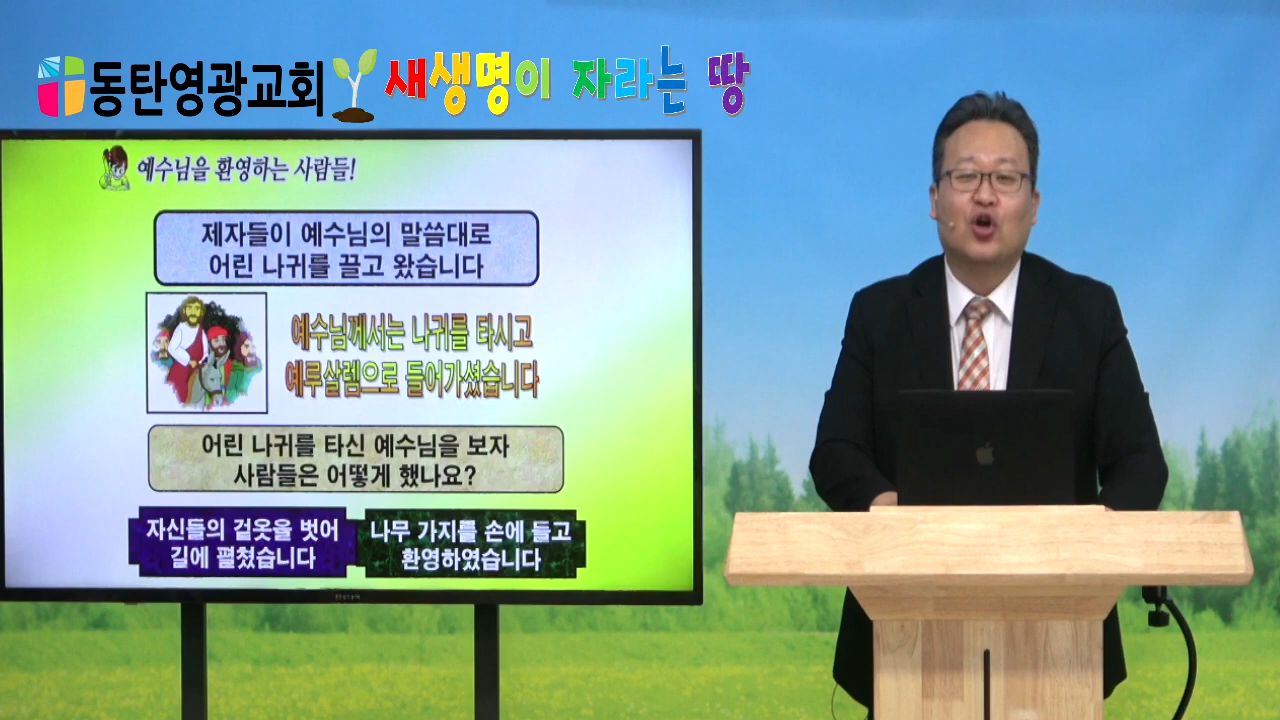 동탄영광교회 새생명이 자라는 땅
예수님을 환영하는 사람들!
제자들이 예수님의 말씀대로
어린 나귀를 끌고 왔습니다
예수님께서는 나귀를 타시고
예루살렘으로 들어가셨습니다
어린 나귀를 타신 예수님을 보자
사람들은 어떻게 했나요?
자신들의 겉옷을 벗어
길에 펼쳤습니다
나무 가지를 손에 들고
환영하였습니다